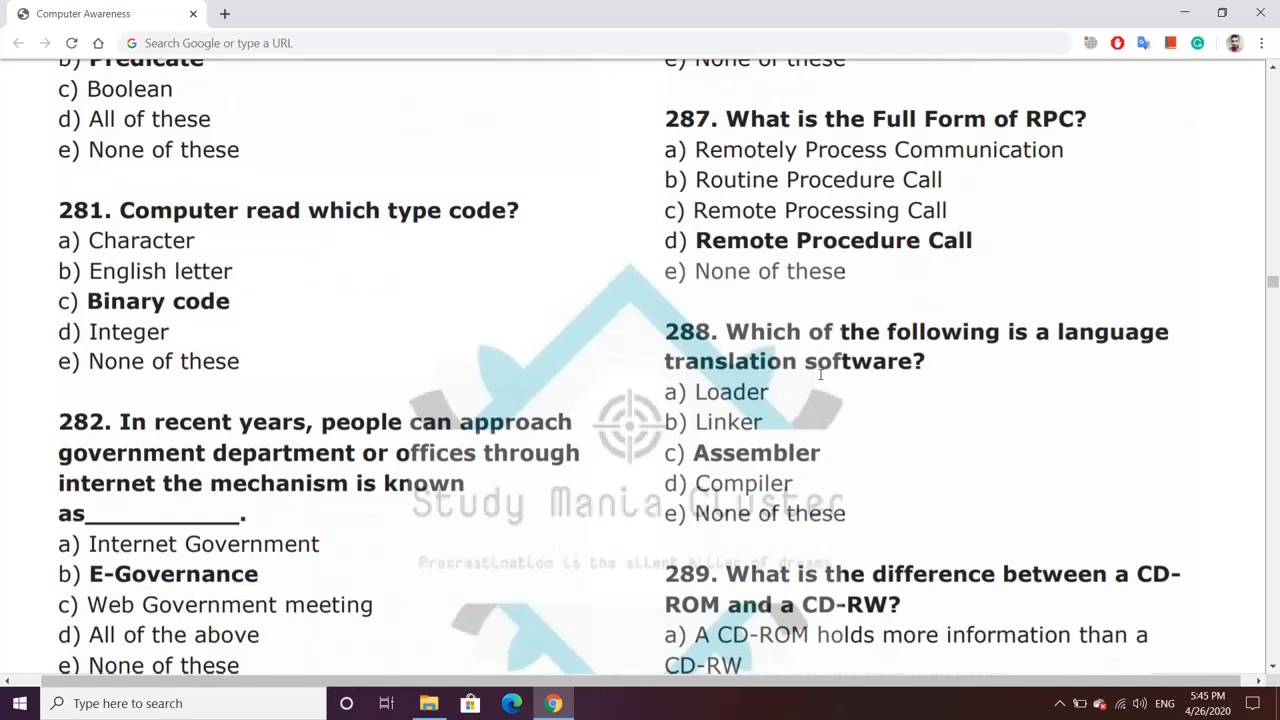 Computer Awareness
Search Google or type a URL
b) Predicate
c) Boolean
d) All of these
e) None of these
281. Computer read which type code?
a) Character
b) English letter
c) Binary code
d) Integer
e) None of these
282. In recent years, people can approach
government department or offices through
internet the mechanism is known
as___________.
a) Internet Government
b) E-Governance
c) Web Government meeting
d) All of the above
e) None of these
e) None of these
287. What is the Full Form of RPC?
a) Remotely Process Communication
b) Routine Procedure Call
c) Remote Processing Call
d) Remote Procedure Call
e) None of these
288. Which of the following is a language
translation software?
a) Loader
b) Linker
c) Assembler
d) Compiler
e) None of these
289. What is the difference between a CD-
ROM and a CD-RW?
a) A CD-ROM holds more information than a
CD-RW
Study Mania Cluster
Procrastination is the silent killer of dreams
Type here to search
ENG
5:45 PM
4/26/2020